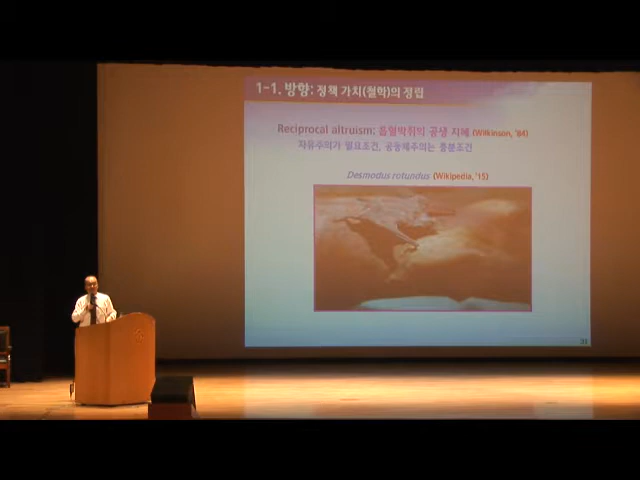 1-1. 방향: 정책 가치(철학)의 정립
Reciprocal altruism: 흡혈박쥐의 공생 지혜 (Wilkinson, '84)
자유주의가 필요조건, 공동체주의는 충분조건
Desmodus rotundus (Wikipedia, '15)